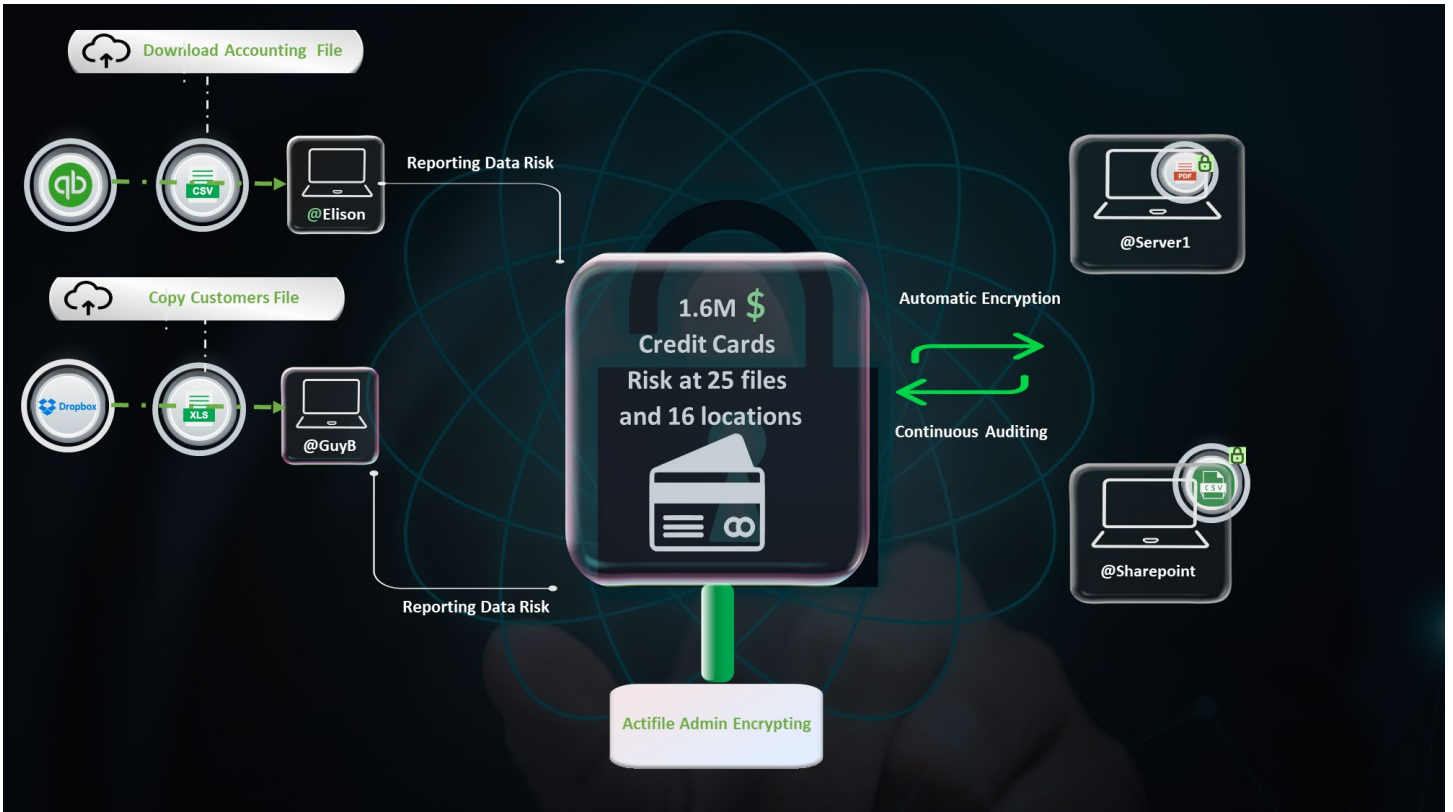 Download Accounting File
qb
CSV
@Elison
Reporting Data Risk
Copy Customers File
Dropbox
XLS
@GuyB
Reporting Data Risk
1.6M $
Credit Cards
Risk at 25 files
and 16 locations
Actifile Admin Encrypting
Automatic Encryption
Continuous Auditing
PDF
@Server1
CSV
@Sharepoint